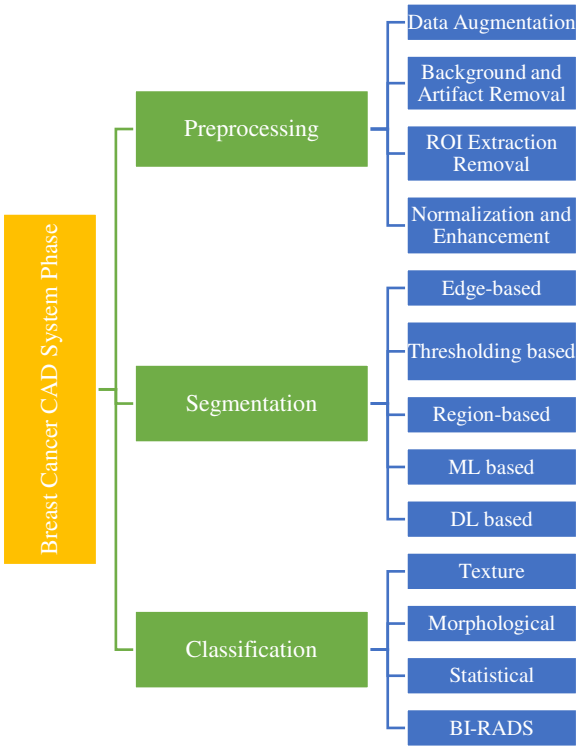 Breast Cancer CAD System Phase
Preprocessing
Data Augmentation
Background and
Artifact Removal
ROI Extraction
Removal
Normalization and
Enhancement
Segmentation
Edge-based
Thresholding based
Region-based
ML based
DL based
Classification
Texture
Morphological
Statistical
BI-RADS